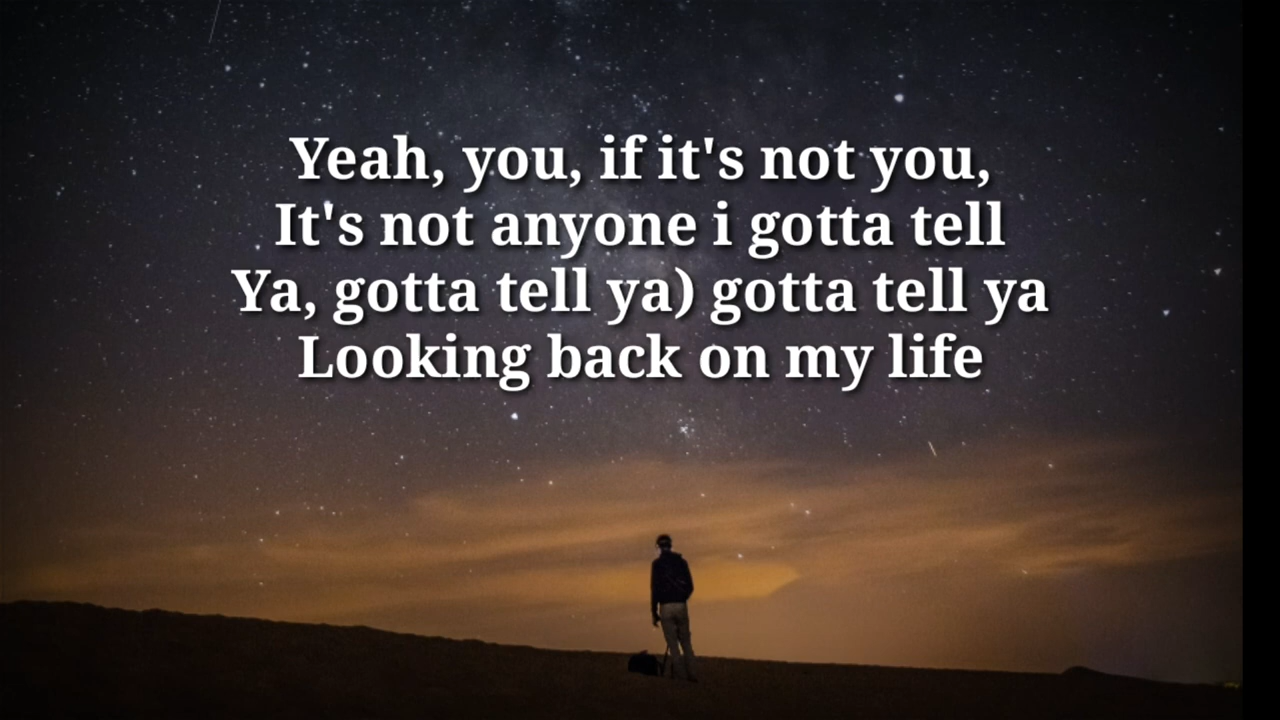 Yeah, you, if it's not you,
It's not anyone i gotta tell
Ya, gotta tell ya) gotta tell ya
Looking back on my life